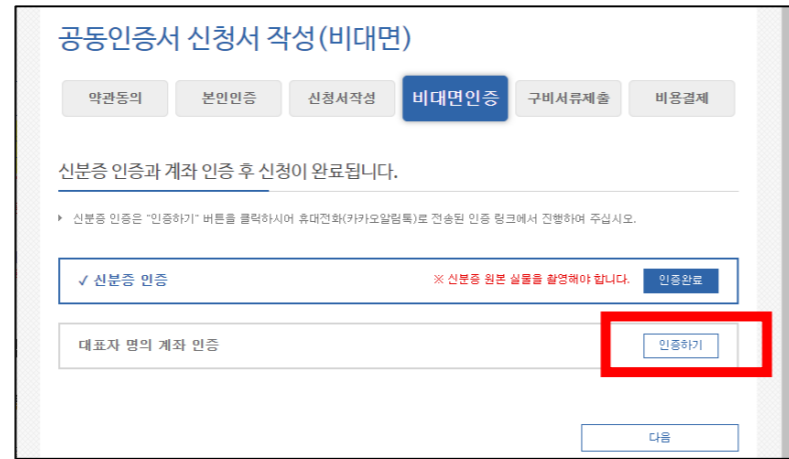 공동인증서 신청서 작성(비대면)
약관동의
본인인증
신청서작성
비대면인증
구비서류제출
비용결제
신분증 인증과 계좌 인증 후 신청이 완료됩니다.
신분증 인증은 "인증하기" 버튼을 클릭하시어 휴대전화(카카오알림톡)로 전송된 인증 링크에서 진행하여 주십시오.
✓ 신분증 인증
※ 신분증 원본 실물을 촬영해야 합니다.
인증완료
대표자 명의 계좌 인증
인증하기
다음